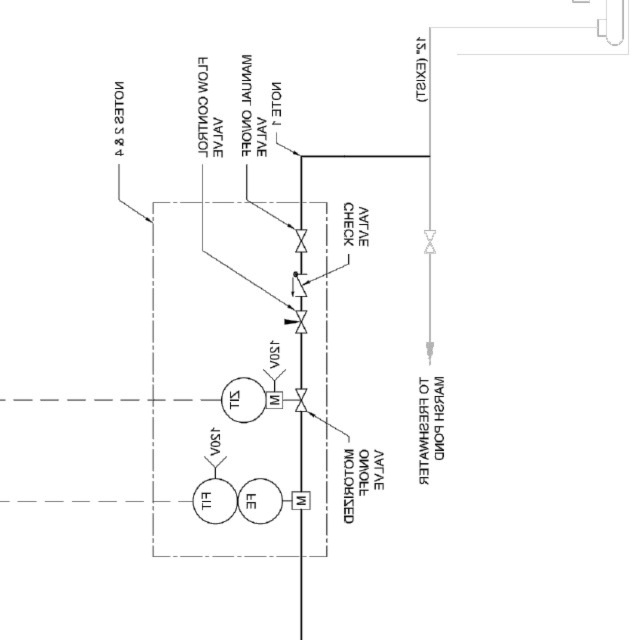 NOTES 2 & 4
FLOW CONTROL
VALVE
MANUAL ON/OFF
VALVE
NOTE 1
12" (EXIST)
CHECK
VALVE
120V
ZIT
M
TO FRESHWATER
MARSH POND
MOTORIZED
ON/OFF
VALVE
120V
FIT
FE
M